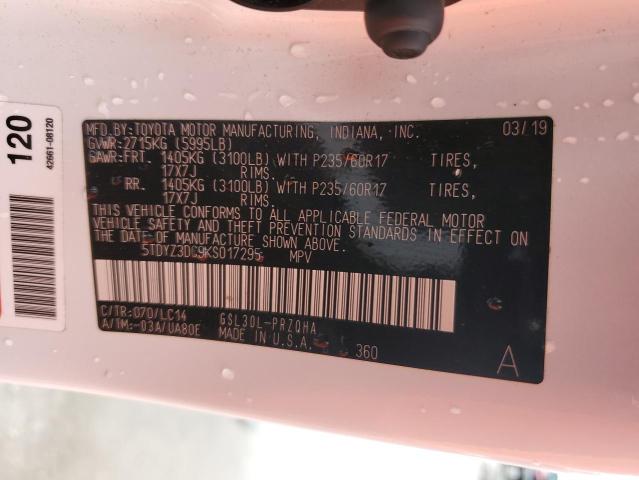 120
42661-08120
MFD.BY:TOYOTA MOTOR MANUFACTURING, INDIANA, INC. 03/19
GVWR:2715KG (5995LB)
GAWR:FRT. 1405KG (3100LB) WITH P235/60R17 TIRES,
17X7J RIMS.
RR. 1405KG (3100LB) WITH P235/60R17 TIRES,
17X7J RIMS.
THIS VEHICLE CONFORMS TO ALL APPLICABLE FEDERAL MOTOR
VEHICLE SAFETY AND THEFT PREVENTION STANDARDS IN EFFECT ON
THE DATE OF MANUFACTURE SHOWN ABOVE.
5TDYZ3DC9KS017295 MPV
C/TR:070/LC14 GSL30L-PRZQHA
A/TM:-03A/UA80E MADE IN U.S.A. 360
A